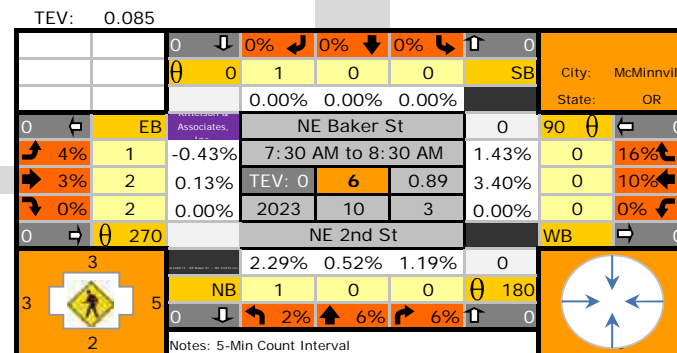 TEV: 0.085
0 0% 0% 0% 0
θ 0 1 0 0 SB City: McMinnvil
0.00% 0.00% 0.00% State: OR
0 EB Associates, NE Baker St 0 90 θ
4% 1 -0.43% 7:30 AM to 8:30 AM 1.43% 0 16%
3% 2 0.13% TEV: 0 6 0.89 3.40% 0 10%
0% 2 0.00% 2023 10 3 0.00% 0 0%
0 θ 270 NE 2nd St WB
3 2.29% 0.52% 1.19% 0
3 5 NB 1 0 0 θ 180
0 2% 6% 6% 0
2 Notes: 5-Min Count Interval